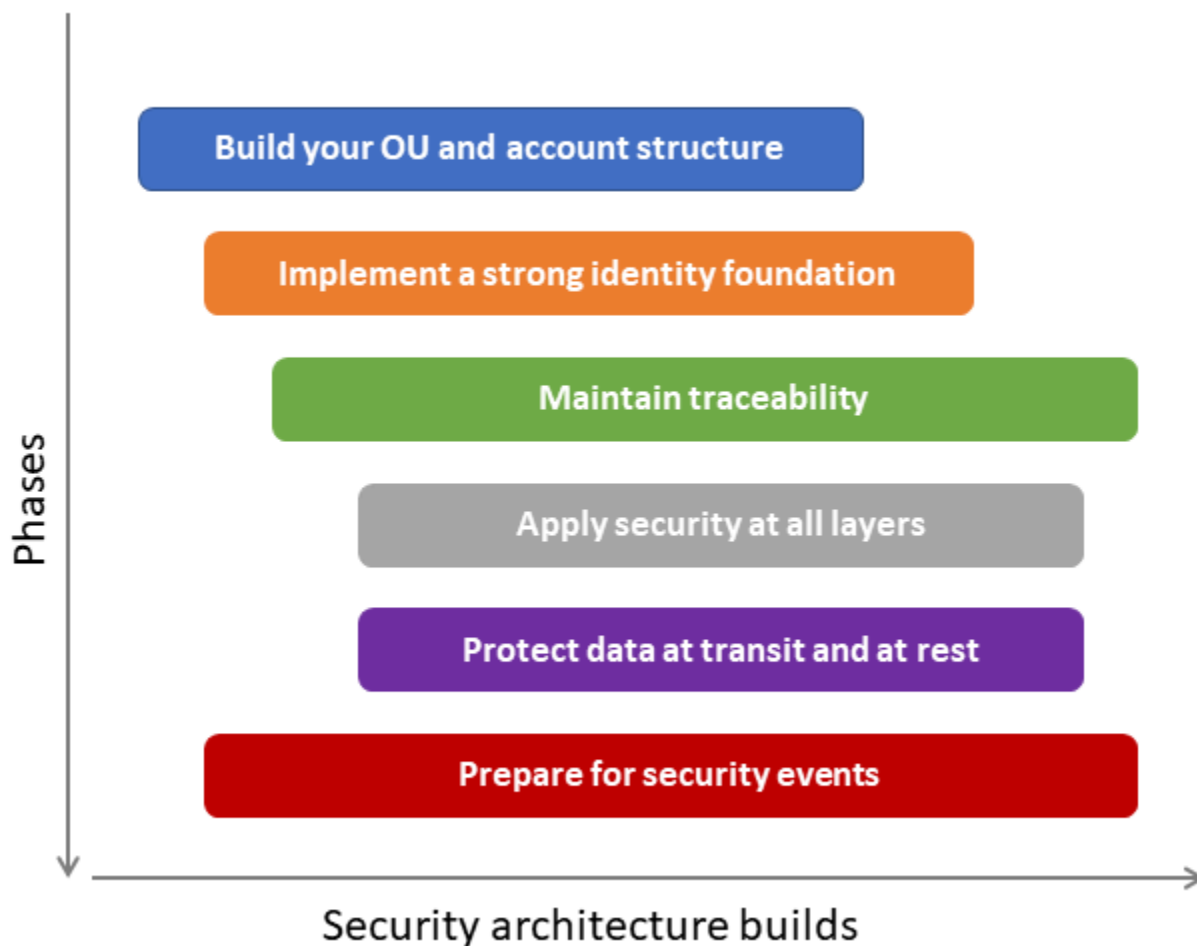 Build your OU and account structure
Implement a strong identity foundation
Maintain traceability
Apply security at all layers
Protect data at transit and at rest
Prepare for security events
Phases
Security architecture builds